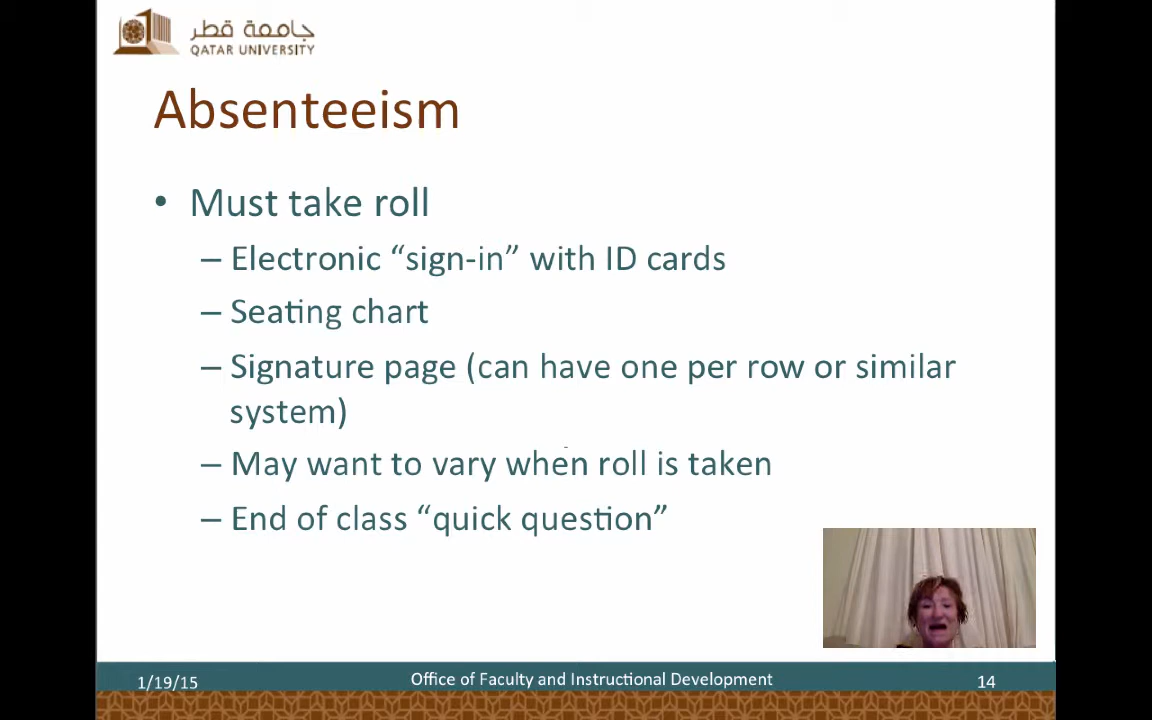 جامعة قطر
QATAR UNIVERSITY
Absenteeism
• Must take roll
– Electronic “sign-in” with ID cards
– Seating chart
– Signature page (can have one per row or similar
system)
– May want to vary when roll is taken
– End of class “quick question”
1/19/15
Office of Faculty and Instructional Development
14